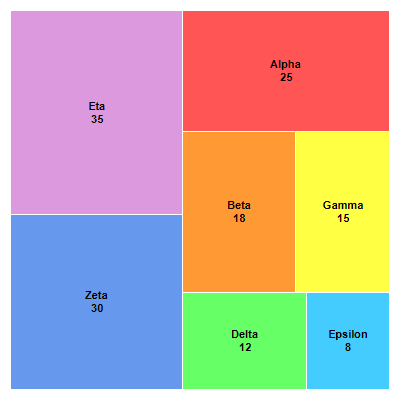 Eta
35
Alpha
25
Beta
18
Gamma
15
Zeta
30
Delta
12
Epsilon
8